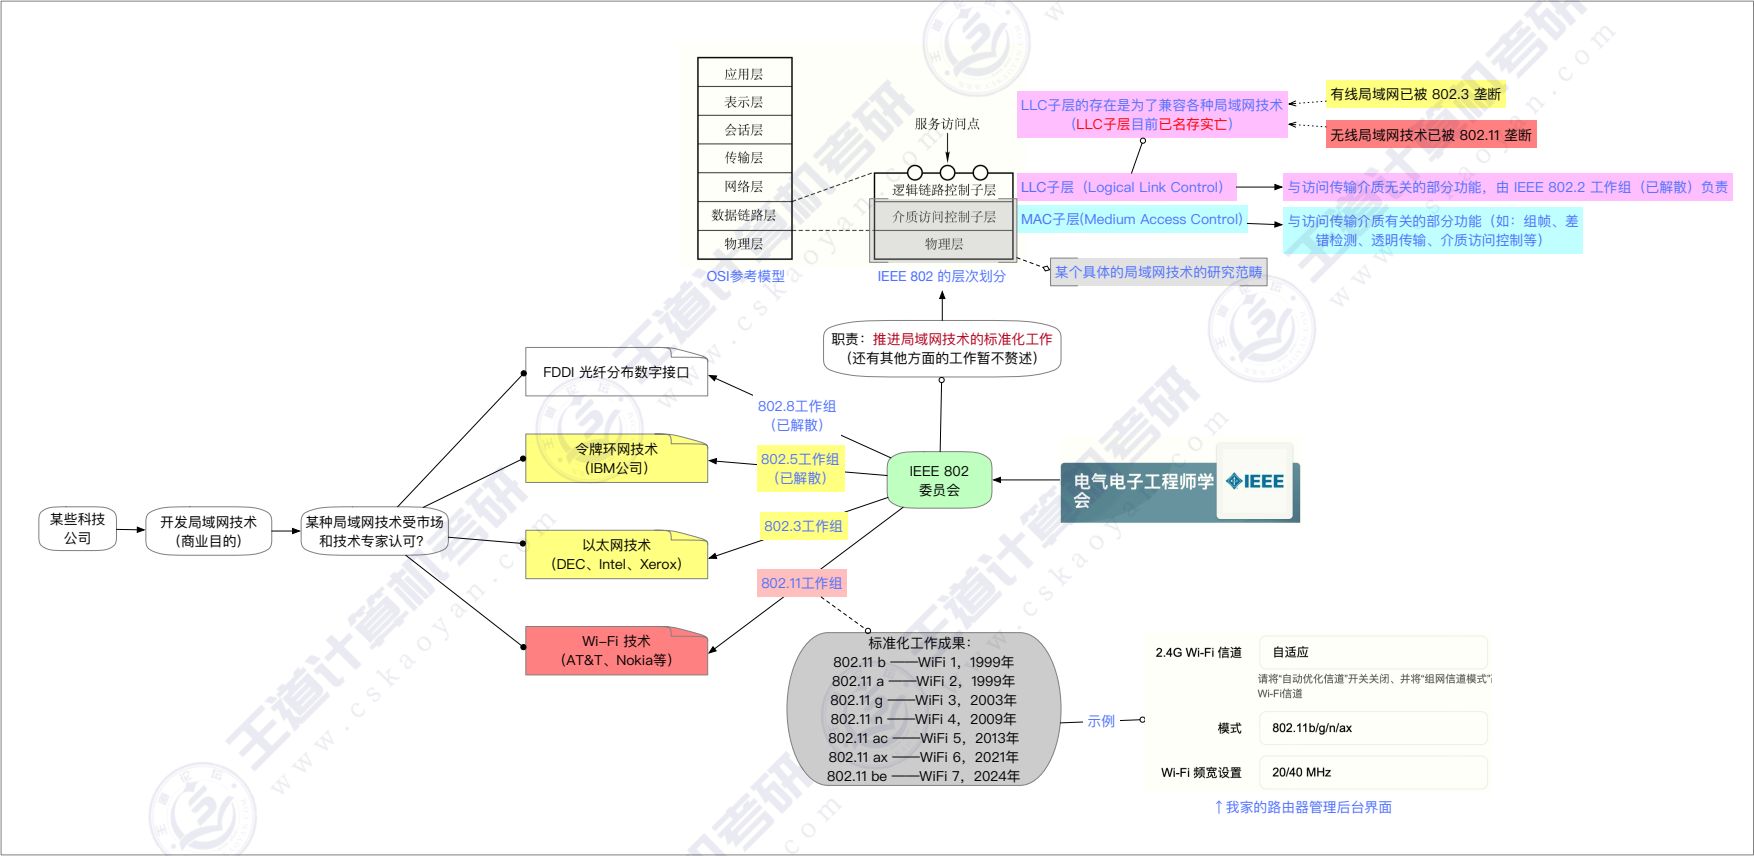 应用层
表示层
会话层
传输层
网络层
数据链路层
物理层
OSI参考模型
服务访问点
逻辑链路控制子层
介质访问控制子层
物理层
IEEE 802 的层次划分
LLC子层的存在是为了兼容各种局域网技术
（LLC子层目前已名存实亡）
有线局域网已被 802.3 垄断
无线局域网技术已被 802.11 垄断
LLC子层（Logical Link Control）
与访问传输介质无关的部分功能，由 IEEE 802.2 工作组（已解散）负责
MAC子层(Medium Access Control)
与访问传输介质有关的部分功能（如：组帧、差
错检测、透明传输、介质访问控制等）
某个具体的局域网技术的研究范畴
职责：推进局域网技术的标准化工作
（还有其他方面的工作暂不赘述）
FDDI 光纤分布数字接口
802.8工作组
（已解散）
令牌环网技术
（IBM公司）
802.5工作组
（已解散）
IEEE 802
委员会
电气电子工程师学
会
IEEE
某些科技
公司
开发局域网技术
（商业目的）
某种局域网技术受市场
和技术专家认可？
以太网技术
（DEC、Intel、Xerox）
802.3工作组
802.11工作组
Wi-Fi 技术
（AT&T、Nokia等）
标准化工作成果：
802.11 b ——WiFi 1，1999年
802.11 a ——WiFi 2，1999年
802.11 g ——WiFi 3，2003年
802.11 n ——WiFi 4，2009年
802.11 ac ——WiFi 5，2013年
802.11 ax ——WiFi 6，2021年
802.11 be ——WiFi 7，2024年
示例
2.4G Wi-Fi 信道
自适应
请将“自动优化信道”开关关闭、并将“组网信道模式”
Wi-Fi信道
模式
802.11b/g/n/ax
Wi-Fi 频宽设置
20/40 MHz
↑我家的路由器管理后台界面
王道计算机考研
www.cskaoyan.com